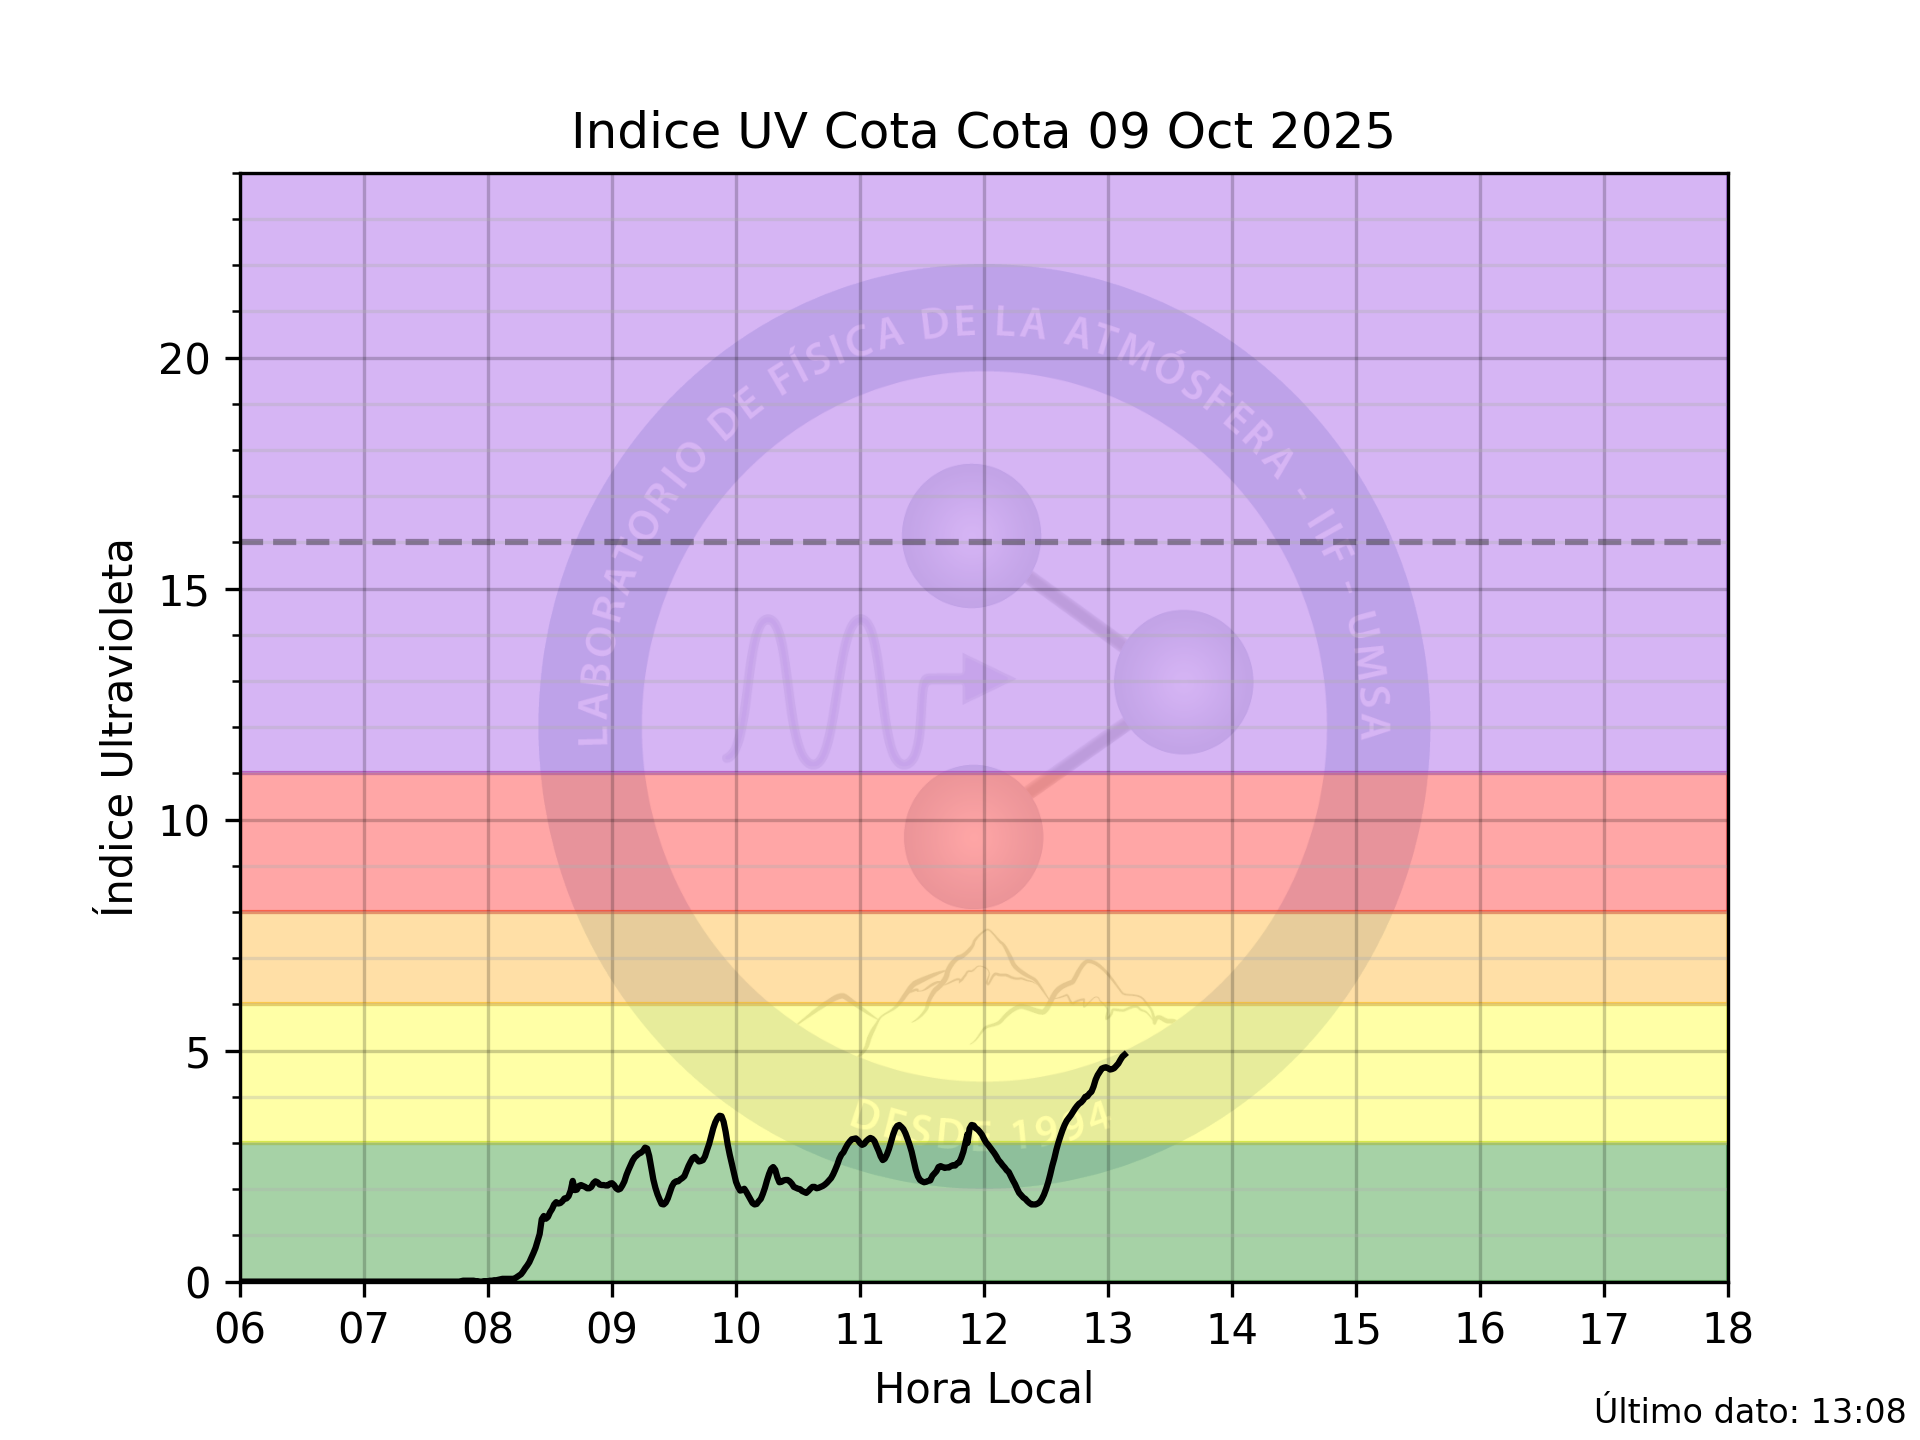 Indice UV Cota Cota 09 Oct 2025
LABORATORIO DE FÍSICA DE LA ATMÓSFERA - IIF - UMSA
DESDE 1994
Índice Ultravioleta
20
15
10
5
0
06 07 08 09 10 11 12 13 14 15 16 17 18
Hora Local
Último dato: 13:08